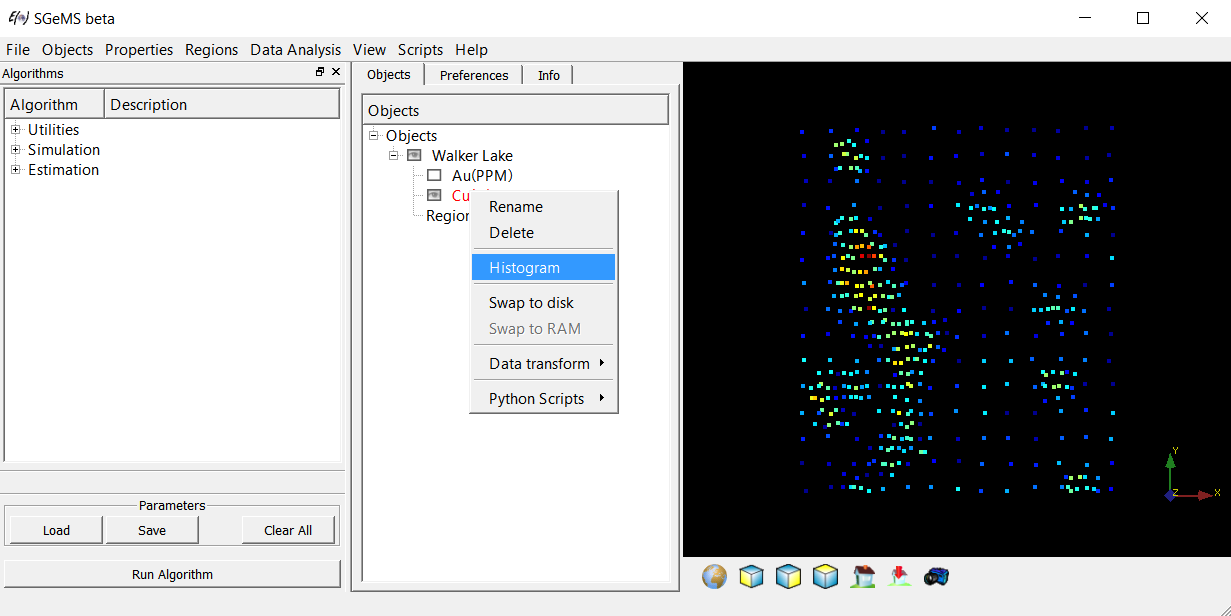 E(s) SGeMS beta
File Objects Properties Regions Data Analysis View Scripts Help
Algorithms
Algorithm Description
Utilities
Simulation
Estimation
Parameters
Load Save Clear All
Run Algorithm
Objects Preferences Info
Objects
Objects
Walker Lake
Au(PPM)
Cu
Region
Rename
Delete
Histogram
Swap to disk
Swap to RAM
Data transform
Python Scripts
Y
Z X